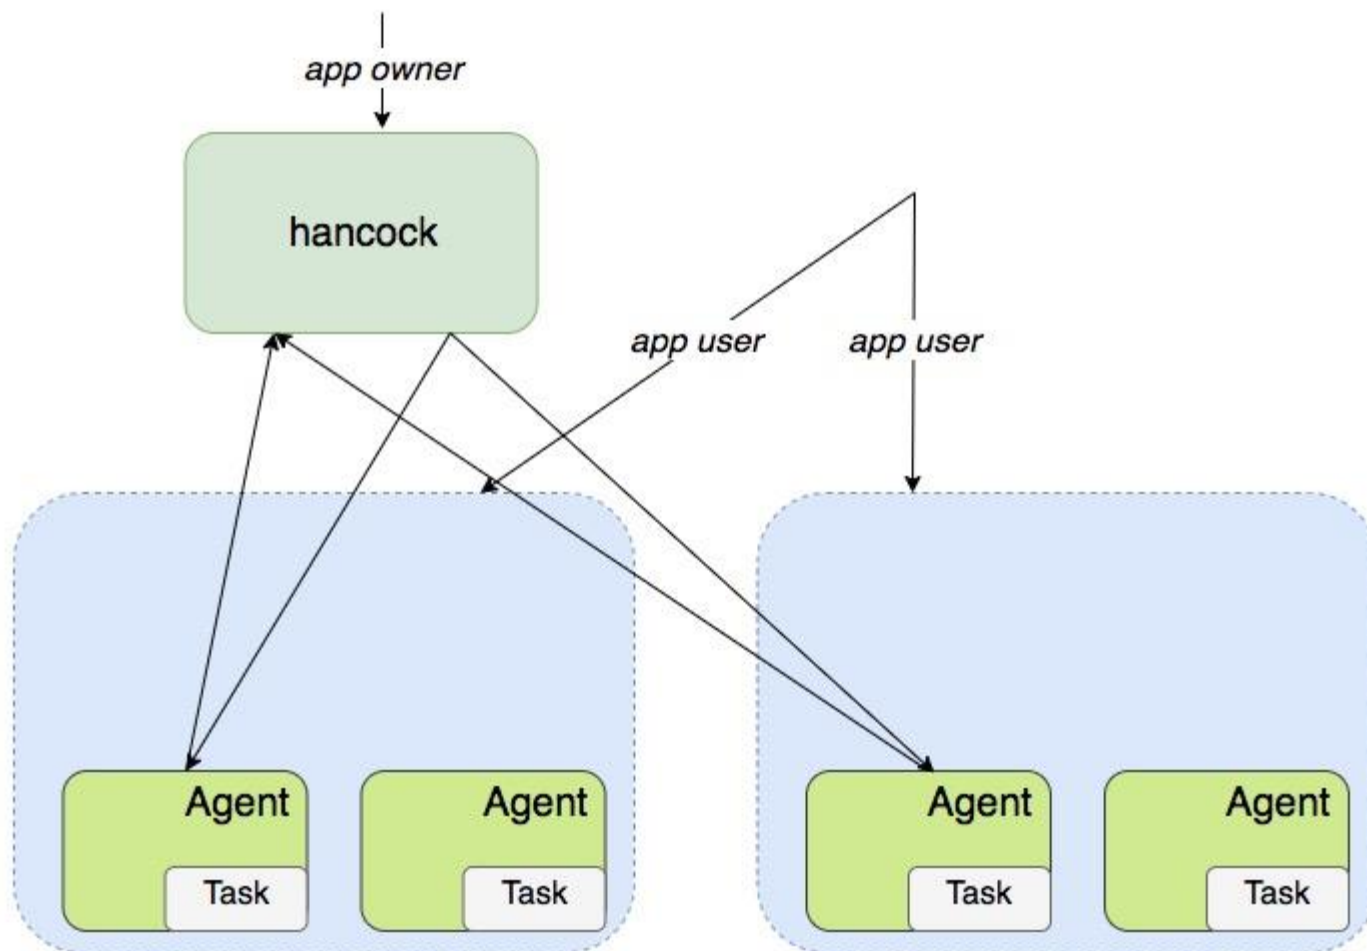 app owner
hancock
app user
app user
Agent
Agent
Agent
Agent
Task
Task
Task
Task